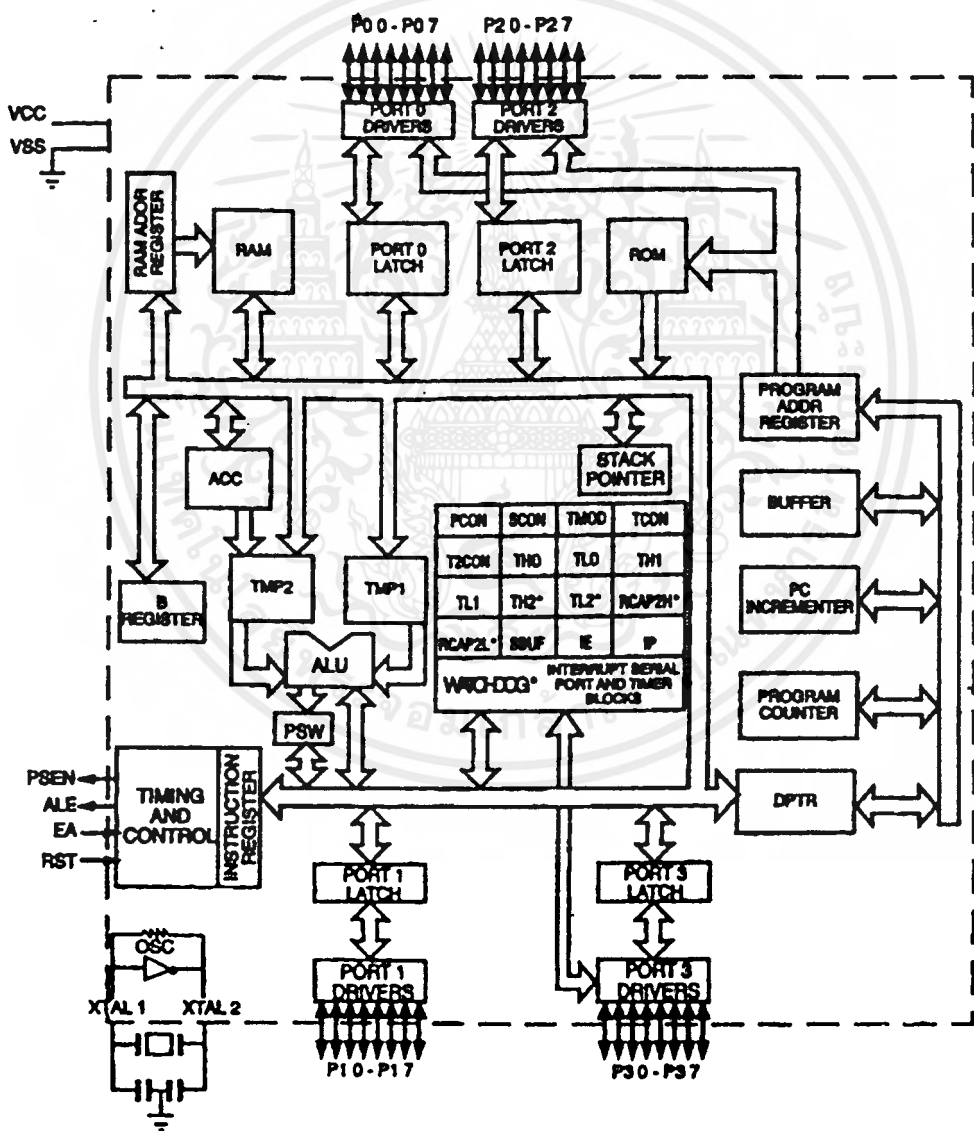 P00-P07 P20-P27
VCC
VSS
PORT 0
DRIVERS
PORT 2
DRIVERS
RAM ADDR
REGISTER
RAM
PORT 0
LATCH
PORT 2
LATCH
ROM
PROGRAM
ADDR
REGISTER
ACC
STACK
POINTER
BUFFER
PCON SCON TMOD TCON
T2CON TH0 TL0 TH1
TL1 TH2* TL2* RCAP2H*
RCAP2L* SBUF IE IP
WATCHDOG* INTERRUPT SERIAL
PORT AND TIMER
BLOCKS
B
REGISTER
TMP2
TMP1
PC
INCREMENTER
ALU
PSW
PROGRAM
COUNTER
PSEN
ALE
EA
RST
TIMING
AND
CONTROL
INSTRUCTION
REGISTER
DPTR
PORT 1
LATCH
PORT 3
LATCH
OSC
XTAL 1 XTAL 2
PORT 1
DRIVERS
PORT 3
DRIVERS
P10-P17
P30-P37